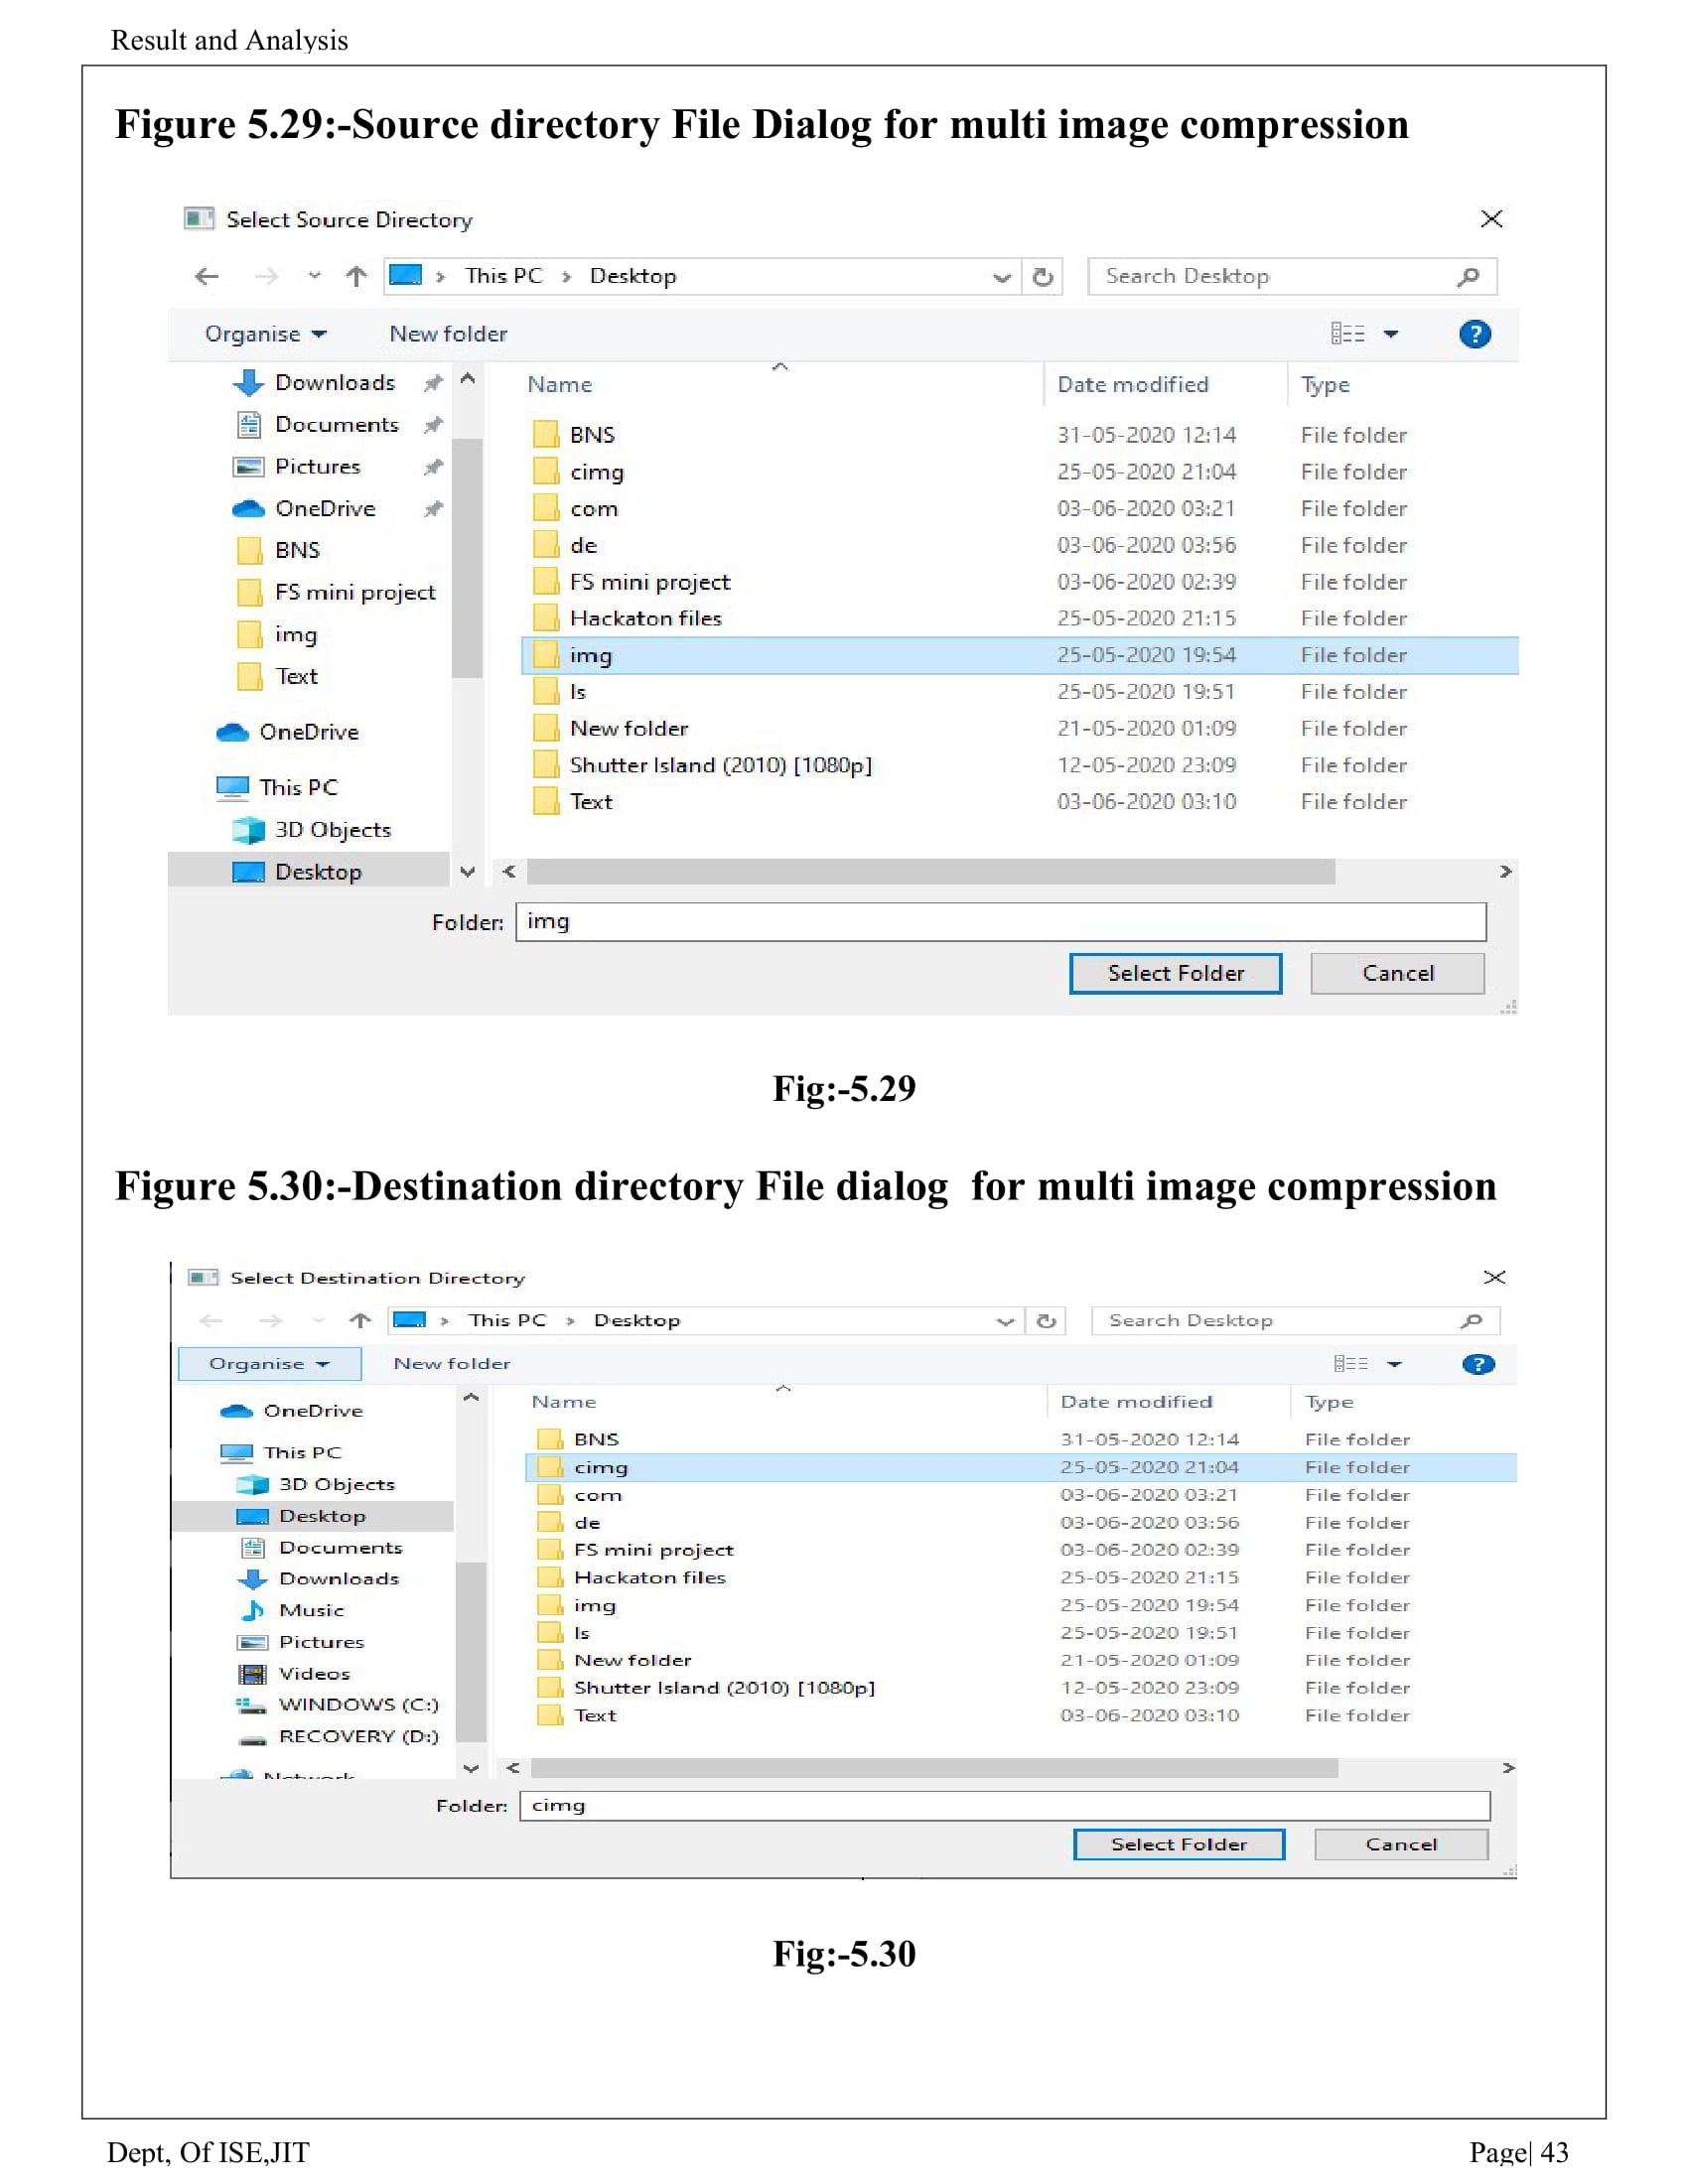 Result and Analysis
Figure 5.29:-Source directory File Dialog for multi image compression
Select Source Directory
This PC > Desktop
Search Desktop
Organise
New folder
Downloads
Documents
Pictures
OneDrive
BNS
FS mini project
img
Text
OneDrive
This PC
3D Objects
Desktop
Name Date modified Type
BNS 31-05-2020 12:14 File folder
cimg 25-05-2020 21:04 File folder
com 03-06-2020 03:21 File folder
de 03-06-2020 03:56 File folder
FS mini project 03-06-2020 02:39 File folder
Hackaton files 25-05-2020 21:15 File folder
img 25-05-2020 19:54 File folder
ls 25-05-2020 19:51 File folder
New folder 21-05-2020 01:09 File folder
Shutter Island (2010) [1080p] 12-05-2020 23:09 File folder
Text 03-06-2020 03:10 File folder
Folder: img
Select Folder Cancel
Fig:-5.29
Figure 5.30:-Destination directory File dialog for multi image compression
Select Destination Directory
This PC > Desktop
Search Desktop
Organise
New folder
OneDrive
This PC
3D Objects
Desktop
Documents
Downloads
Music
Pictures
Videos
WINDOWS (C:)
RECOVERY (D:)
Network
Name Date modified Type
BNS 31-05-2020 12:14 File folder
cimg 25-05-2020 21:04 File folder
com 03-06-2020 03:21 File folder
de 03-06-2020 03:56 File folder
FS mini project 03-06-2020 02:39 File folder
Hackaton files 25-05-2020 21:15 File folder
img 25-05-2020 19:54 File folder
ls 25-05-2020 19:51 File folder
New folder 21-05-2020 01:09 File folder
Shutter Island (2010) [1080p] 12-05-2020 23:09 File folder
Text 03-06-2020 03:10 File folder
Folder: cimg
Select Folder Cancel
Fig:-5.30
Dept, Of ISE,JIT
Page| 43